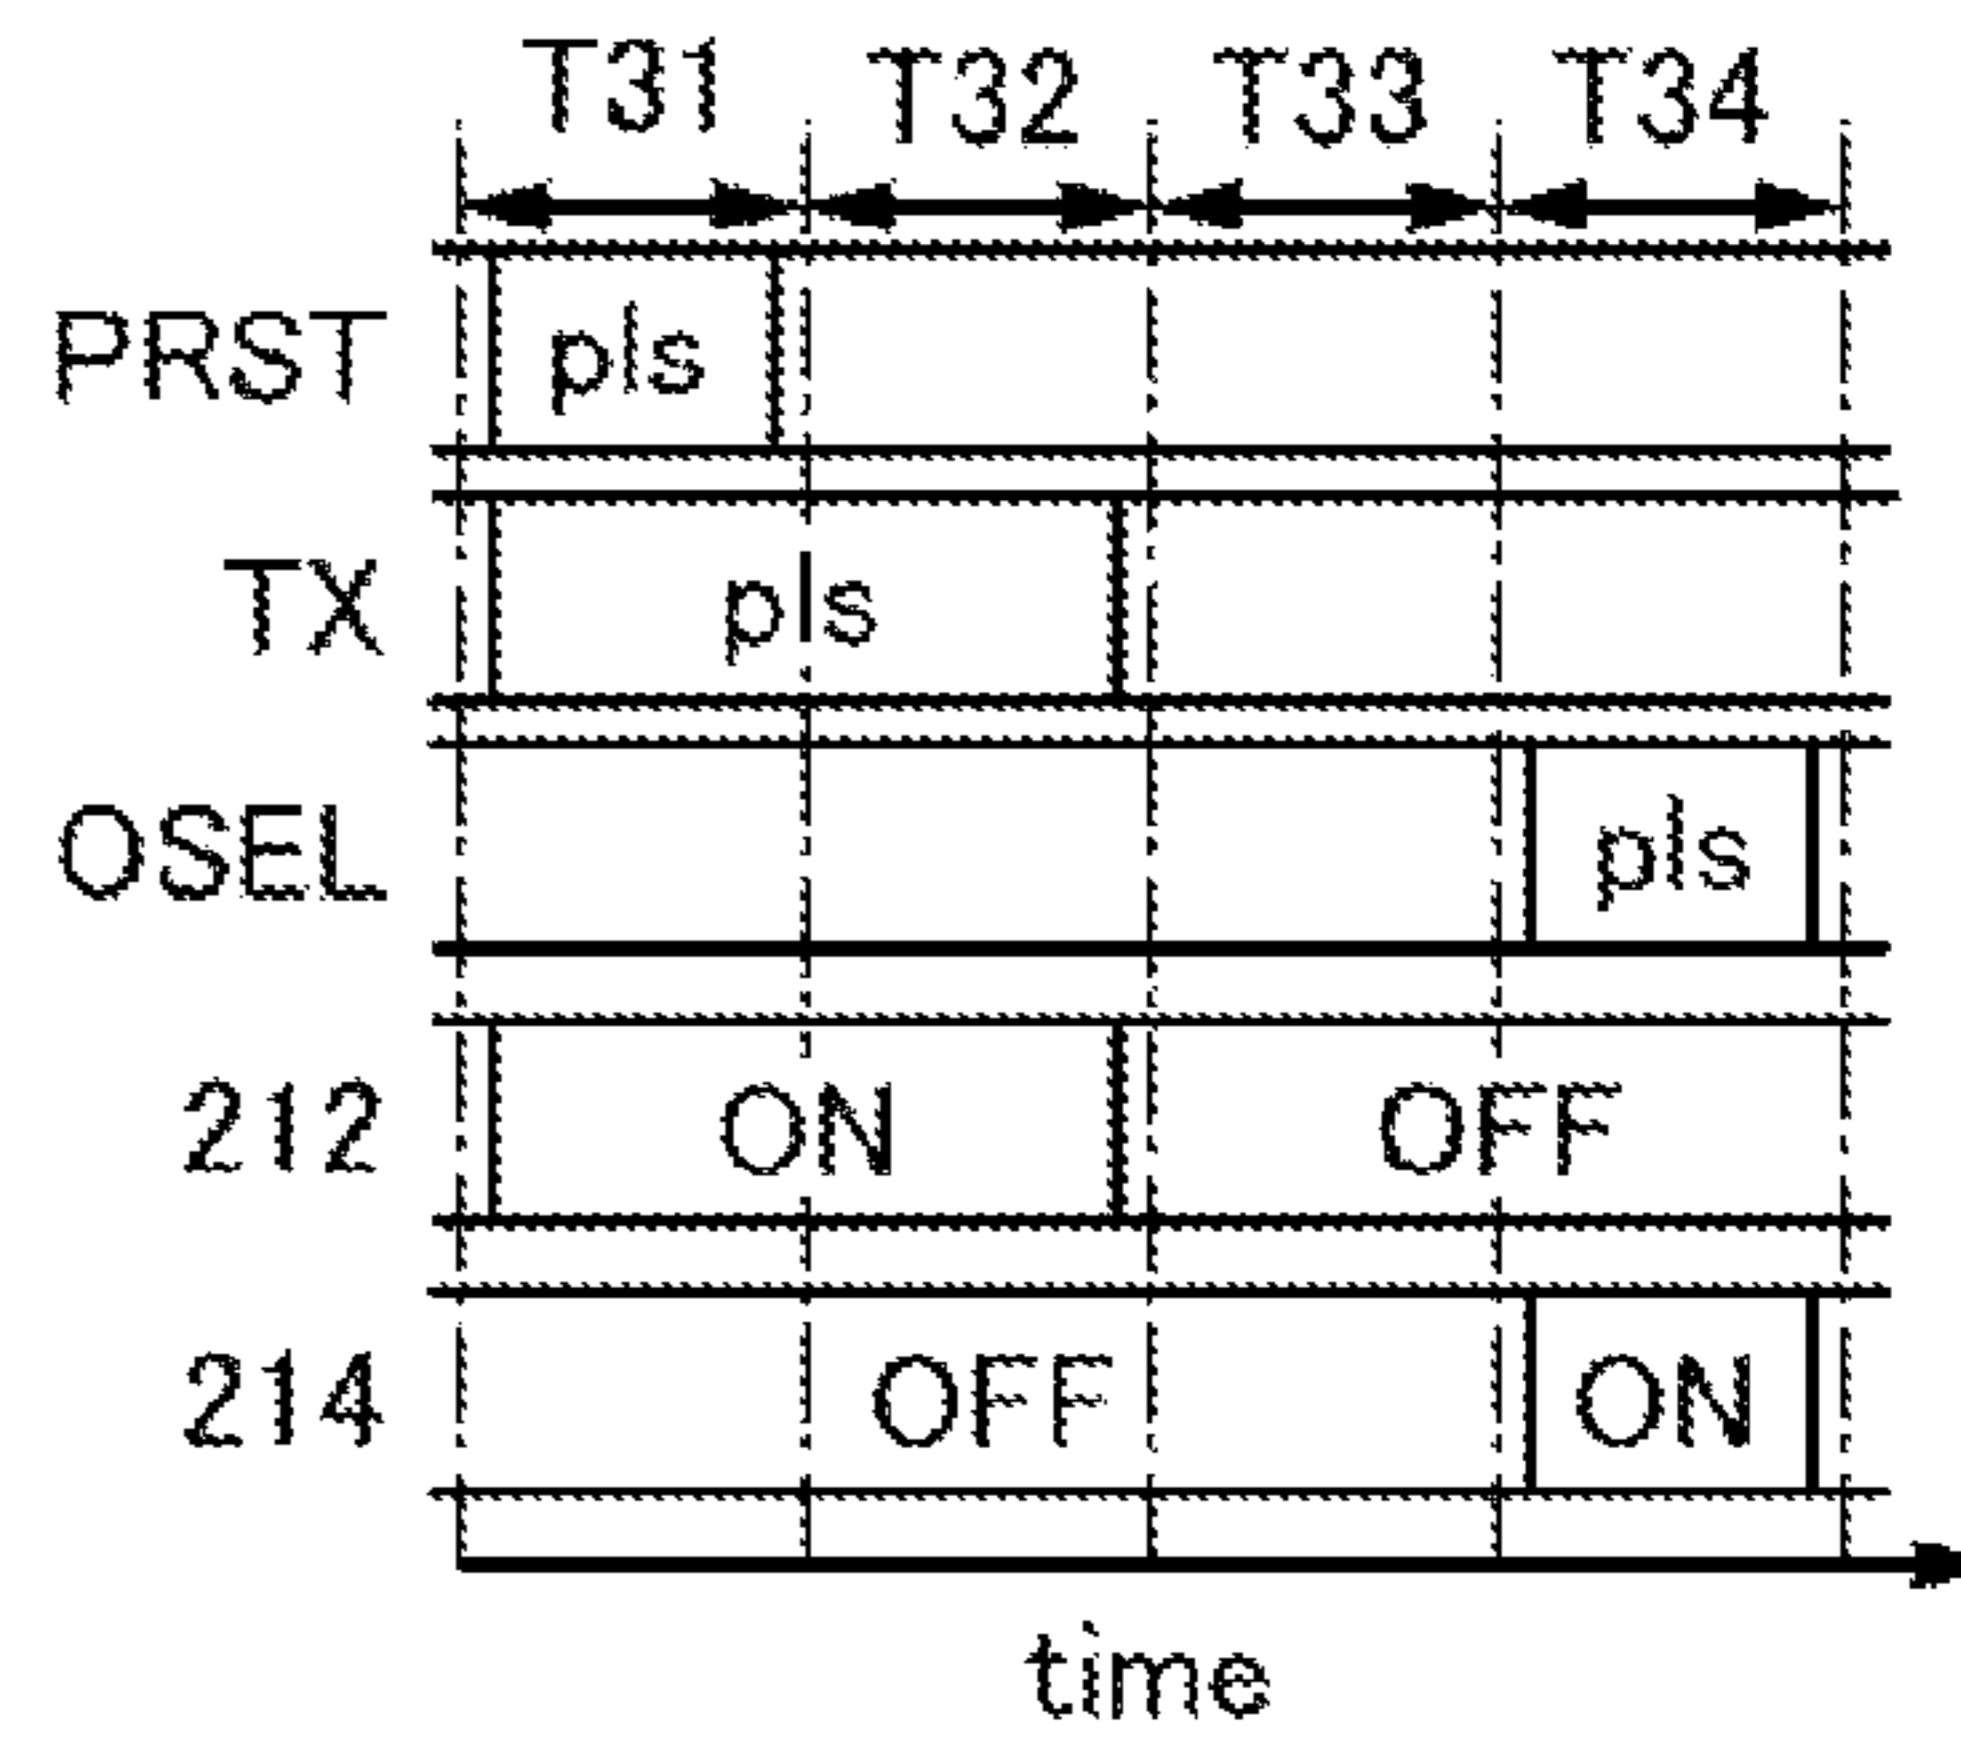 T31 T32 T33 T34
PRST pls
TX pls
OSEL pls
212 ON OFF
214 OFF ON
time